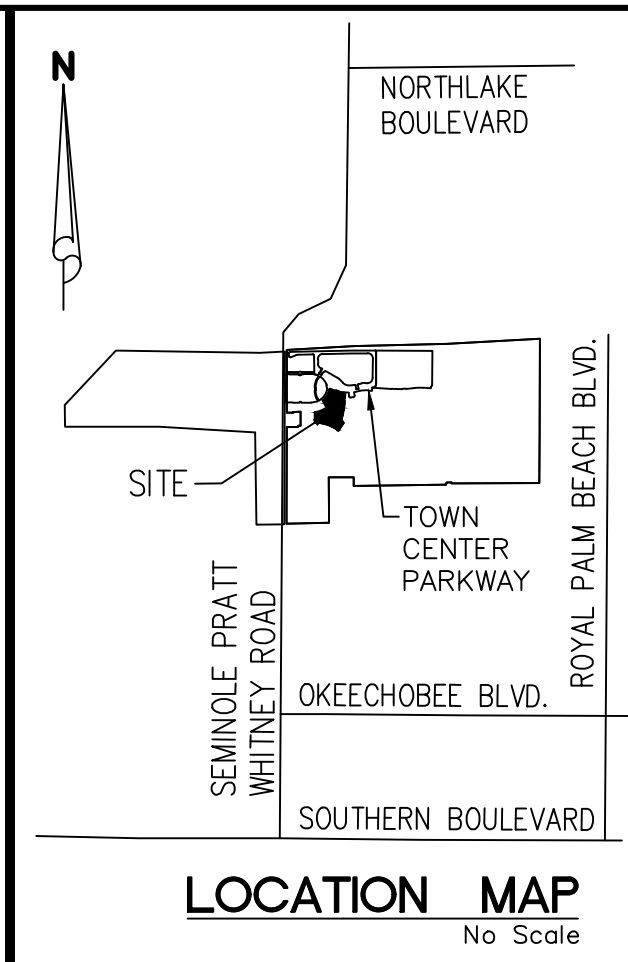 N
NORTHLAKE
BOULEVARD
SITE
TOWN
CENTER
PARKWAY
ROYAL PALM BEACH BLVD.
SEMINOLE PRATT
WHITNEY ROAD
OKEECHOBEE BLVD.
SOUTHERN BOULEVARD
LOCATION MAP
No Scale